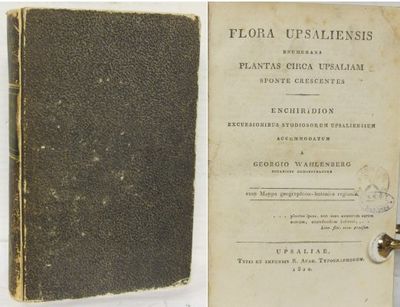 FLORA UPSALIENSIS
ENUMERANS
PLANTAS CIRCA UPSALIAM
SPONTE CRESCENTES
ENCHIRIDION
EXCURSIONIBUS STUDIOSORUM UPSALIENSIUM
ACCOMMODATUM
A
GEORGIO WAHLENBERG
BOTANICES DEMONSTRATORE
cum Mappa geographico-botanica regionis.
UPSALIAE,
TYPIS ET IMPENSIS R. ACAD. TYPOGRAPHORUM.
1820.